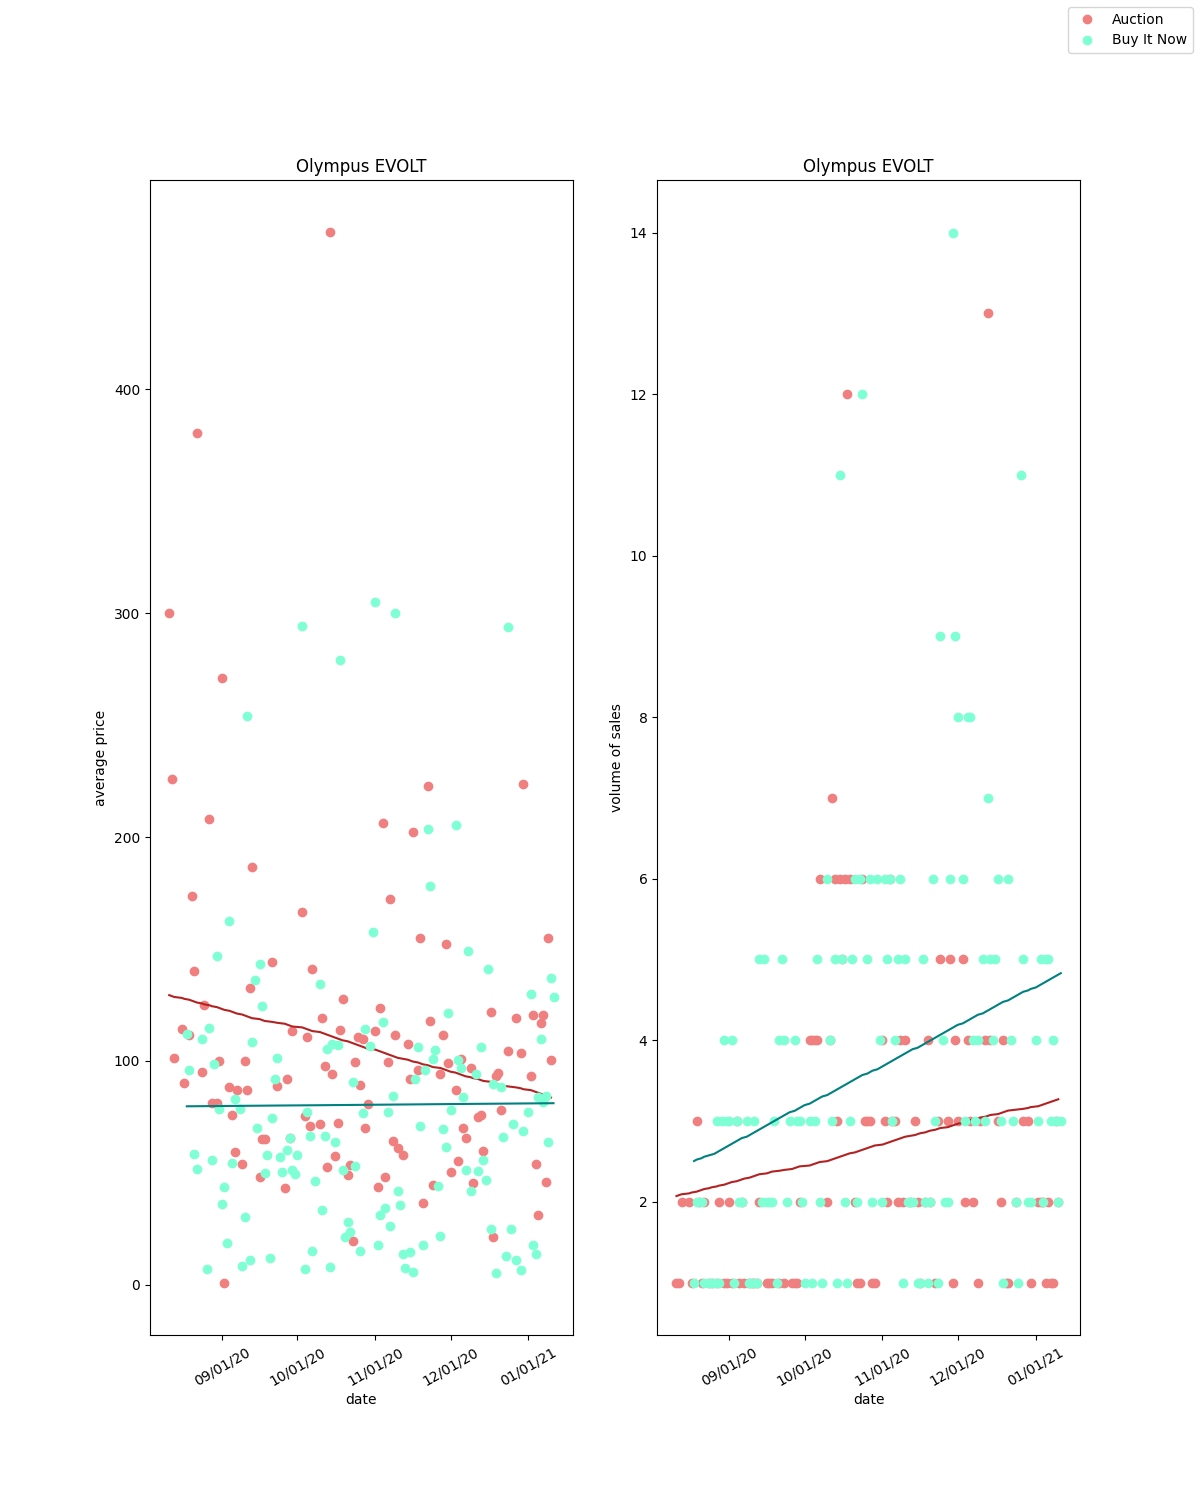 Auction
Buy It Now
Olympus EVOLT
400
300
200
100
0
average price
09/01/20
10/01/20
11/01/20
12/01/20
01/01/21
date
Olympus EVOLT
14
12
10
8
6
4
2
volume of sales
09/01/20
10/01/20
11/01/20
12/01/20
01/01/21
date